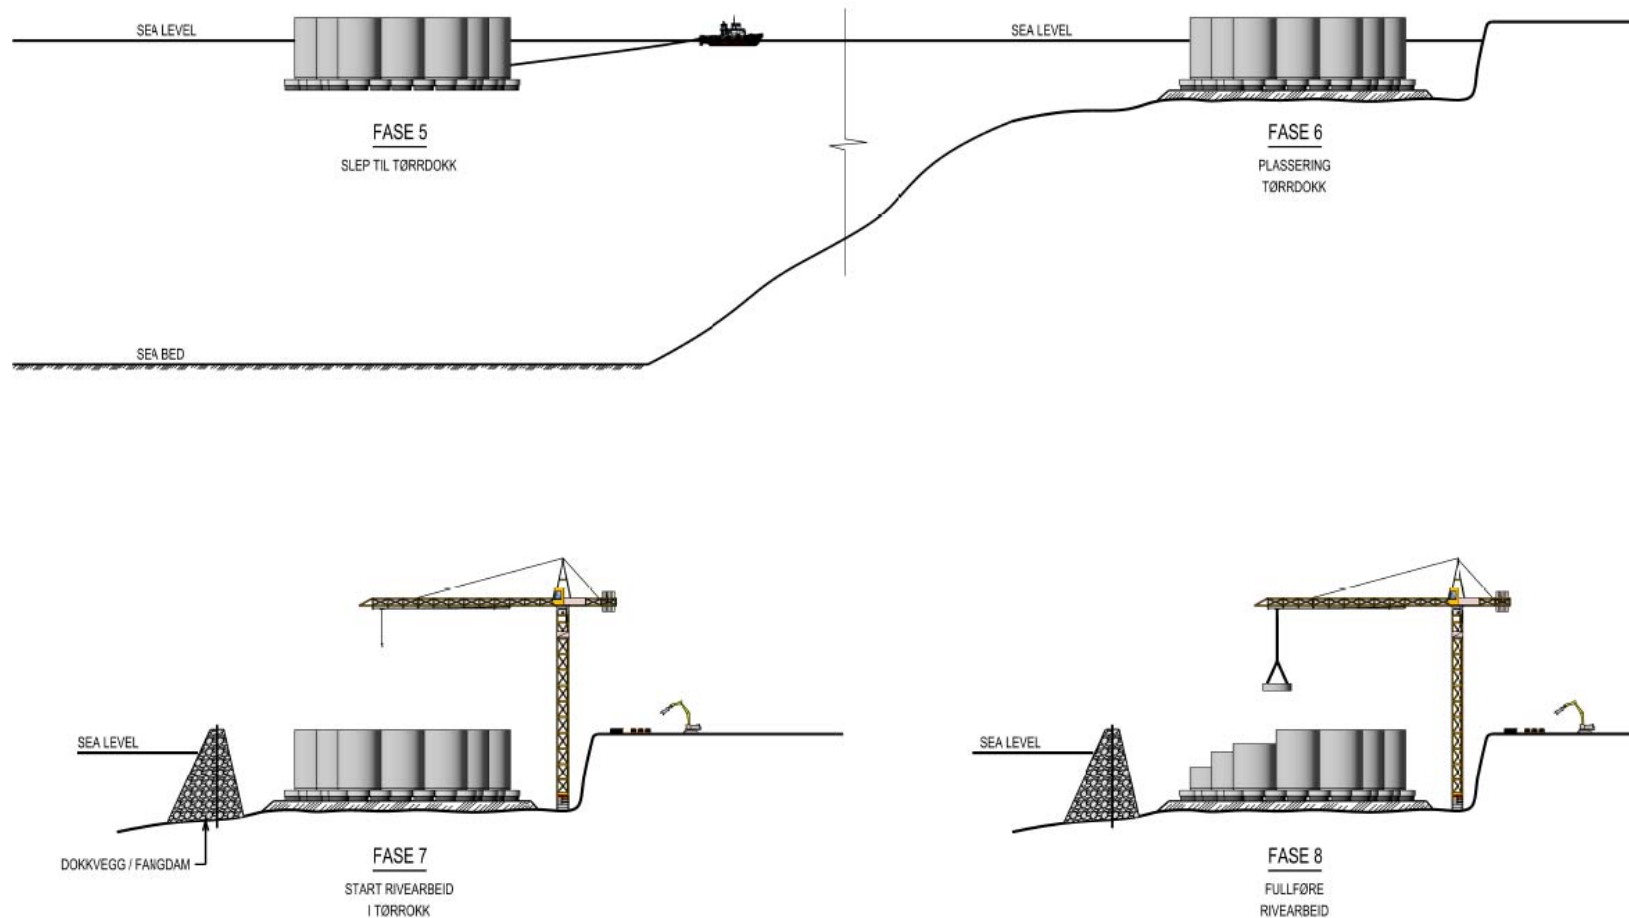 SEA LEVEL
SEA LEVEL
FASE 5
SLEP TIL TØRRDOKK
FASE 6
PLASSERING
TØRRDOKK
SEA BED
SEA LEVEL
SEA LEVEL
DOKKVEGG / FANGDAM
FASE 7
START RIVEARBEID
I TØRROKK
FASE 8
FULLFØRE
RIVEARBEID